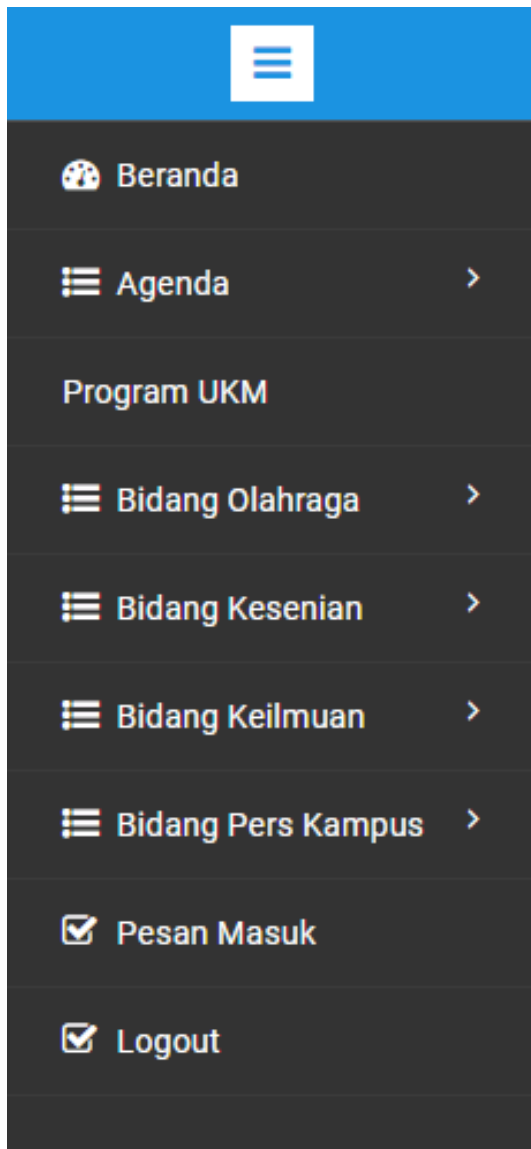 Beranda
Agenda
Program UKM
Bidang Olahraga
Bidang Kesenian
Bidang Keilmuan
Bidang Pers Kampus
Pesan Masuk
Logout